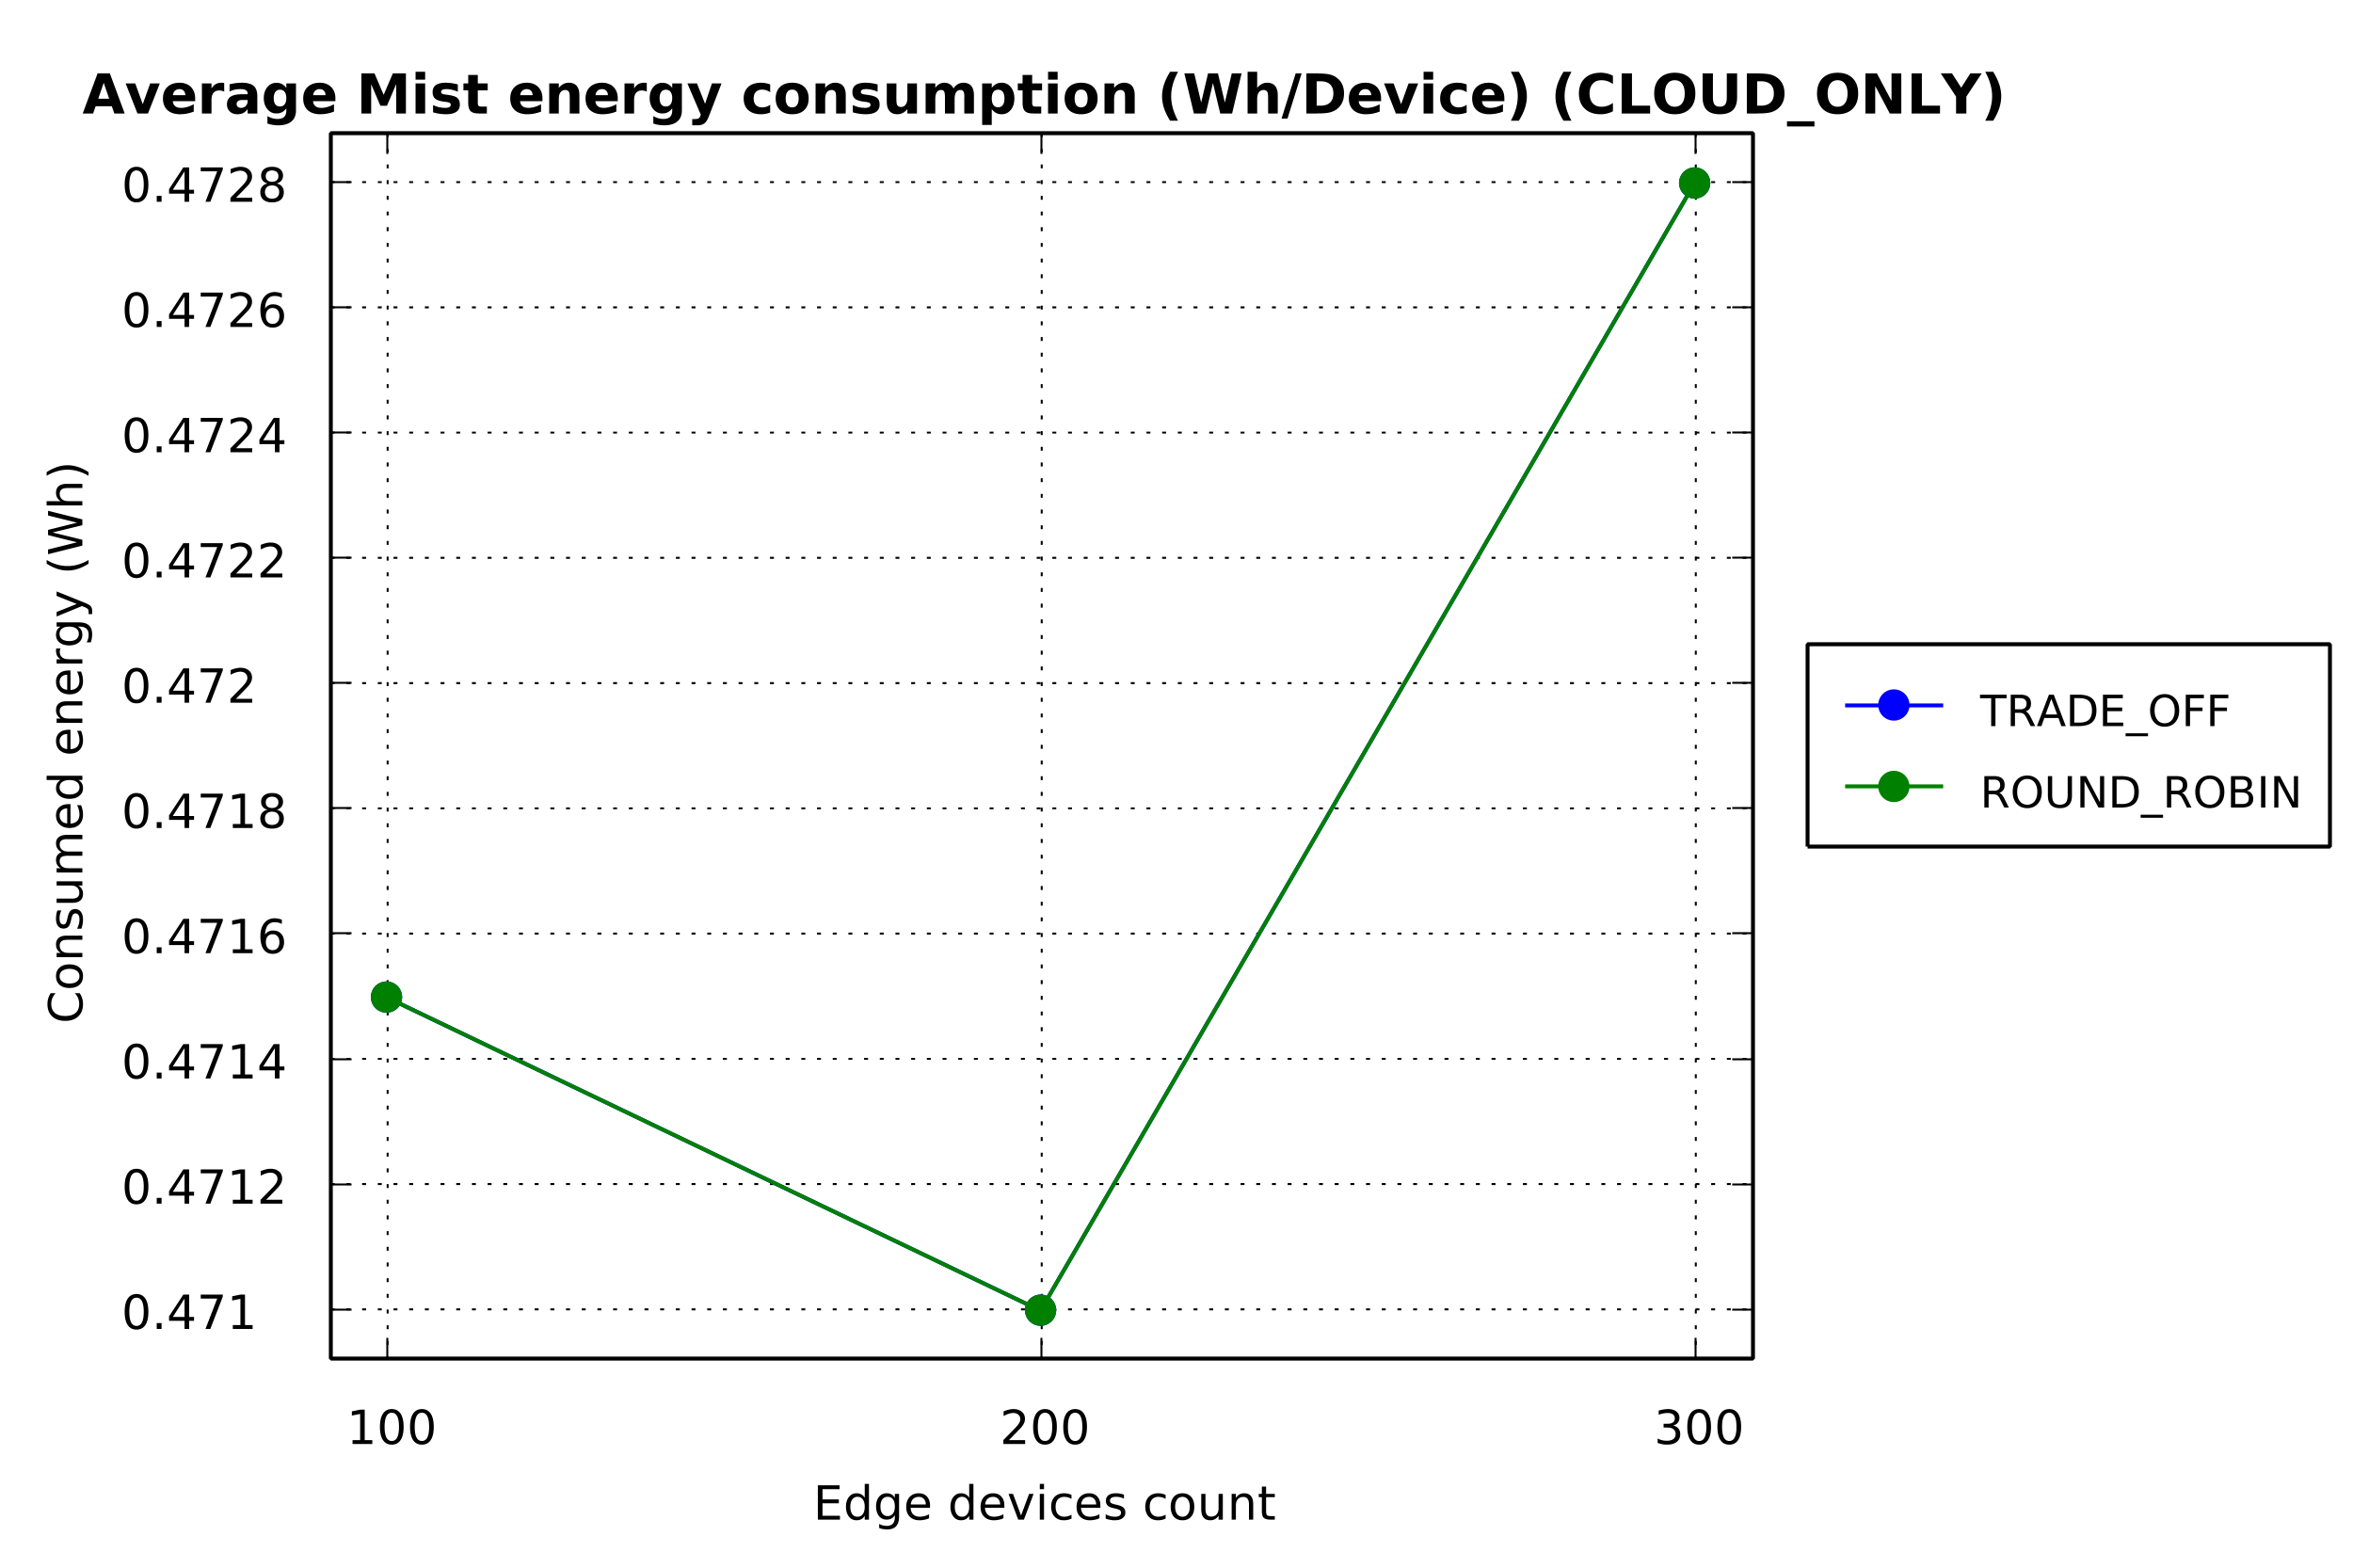 Average Mist energy consumption (Wh/Device) (CLOUD_ONLY)
Consumed energy (Wh)
0.4728
0.4726
0.4724
0.4722
0.472
0.4718
0.4716
0.4714
0.4712
0.471
100
200
300
Edge devices count
TRADE_OFF
ROUND_ROBIN